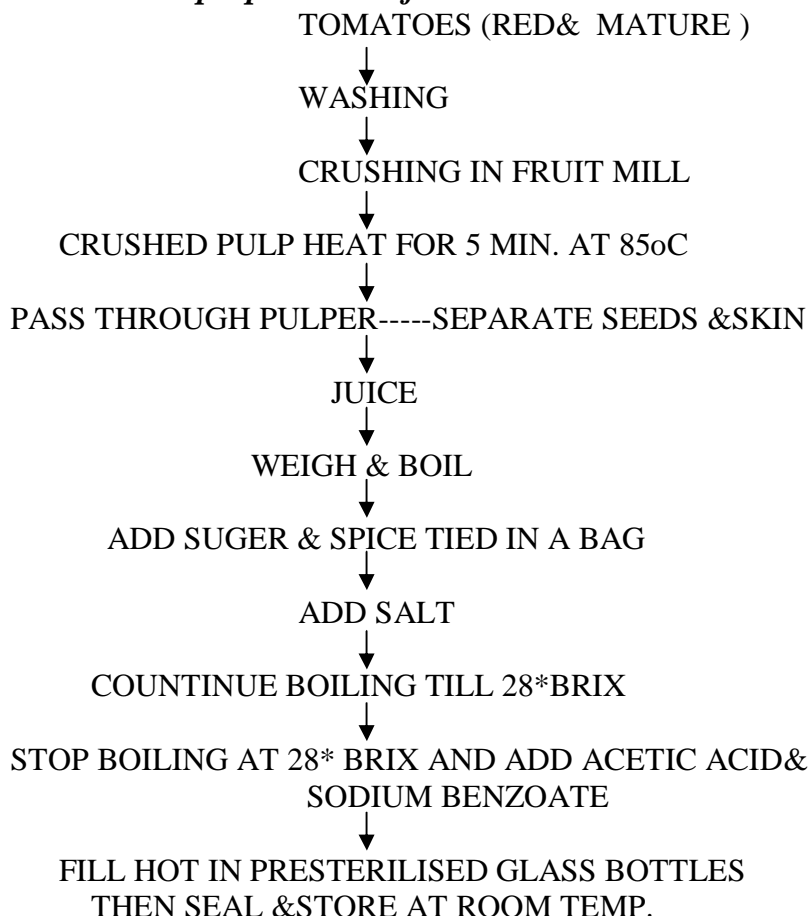 TOMATOES (RED& MATURE )
WASHING
CRUSHING IN FRUIT MILL
CRUSHED PULP HEAT FOR 5 MIN. AT 85oC
PASS THROUGH PULPER-----SEPARATE SEEDS &SKIN
JUICE
WEIGH & BOIL
ADD SUGER & SPICE TIED IN A BAG
ADD SALT
COUNTINUE BOILING TILL 28*BRIX
STOP BOILING AT 28* BRIX AND ADD ACETIC ACID&
SODIUM BENZOATE
FILL HOT IN PRESTERILISED GLASS BOTTLES
THEN SEAL &STORE AT ROOM TEMP.